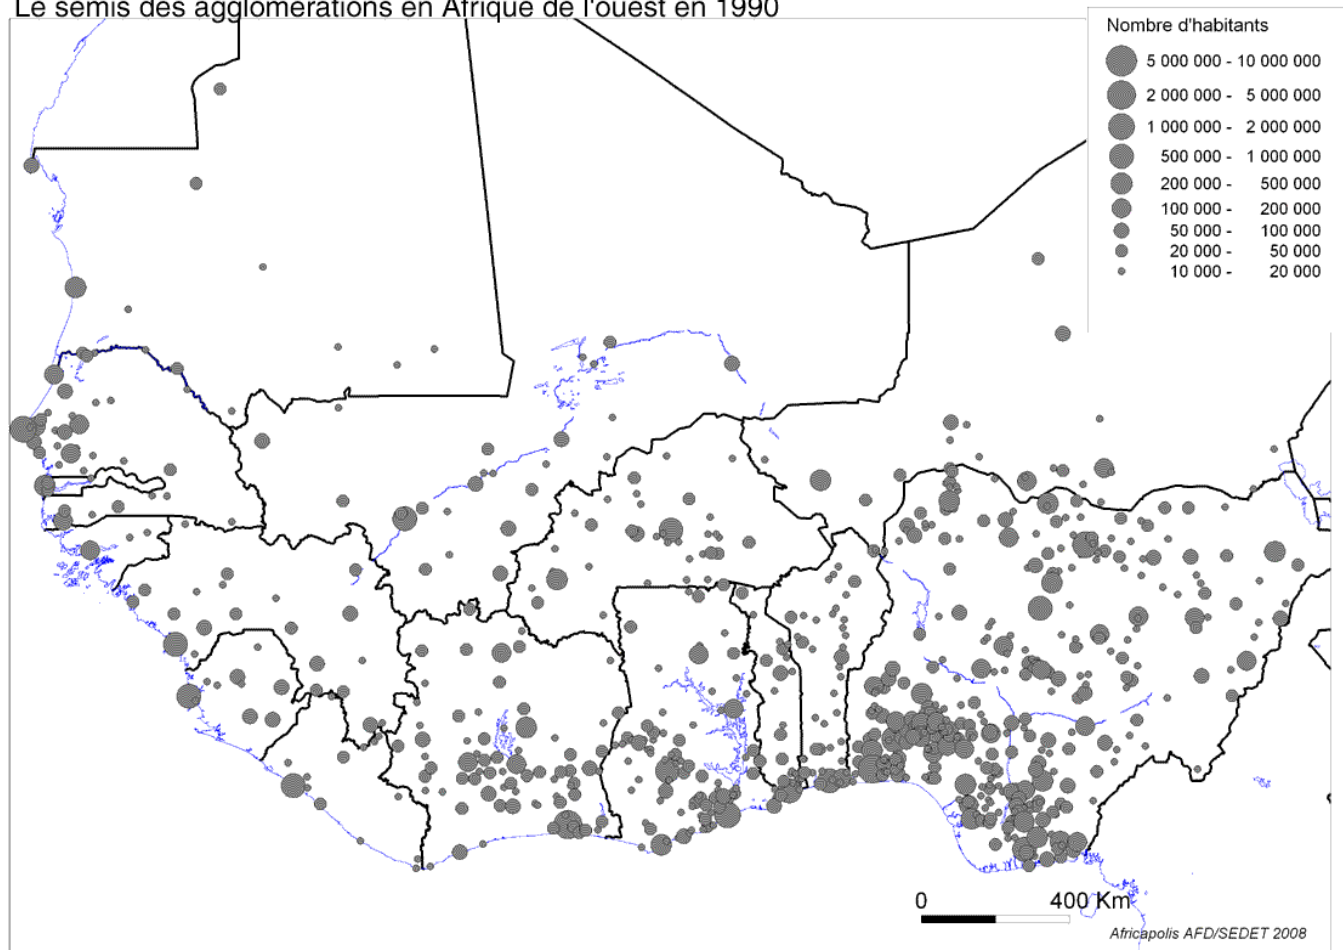 Le semis des agglomérations en Afrique de l'ouest en 1990
Nombre d'habitants
5 000 000 - 10 000 000
2 000 000 - 5 000 000
1 000 000 - 2 000 000
500 000 - 1 000 000
200 000 - 500 000
100 000 - 200 000
50 000 - 100 000
20 000 - 50 000
10 000 - 20 000
0 400 Km
Africapolis AFD/SEDET 2008